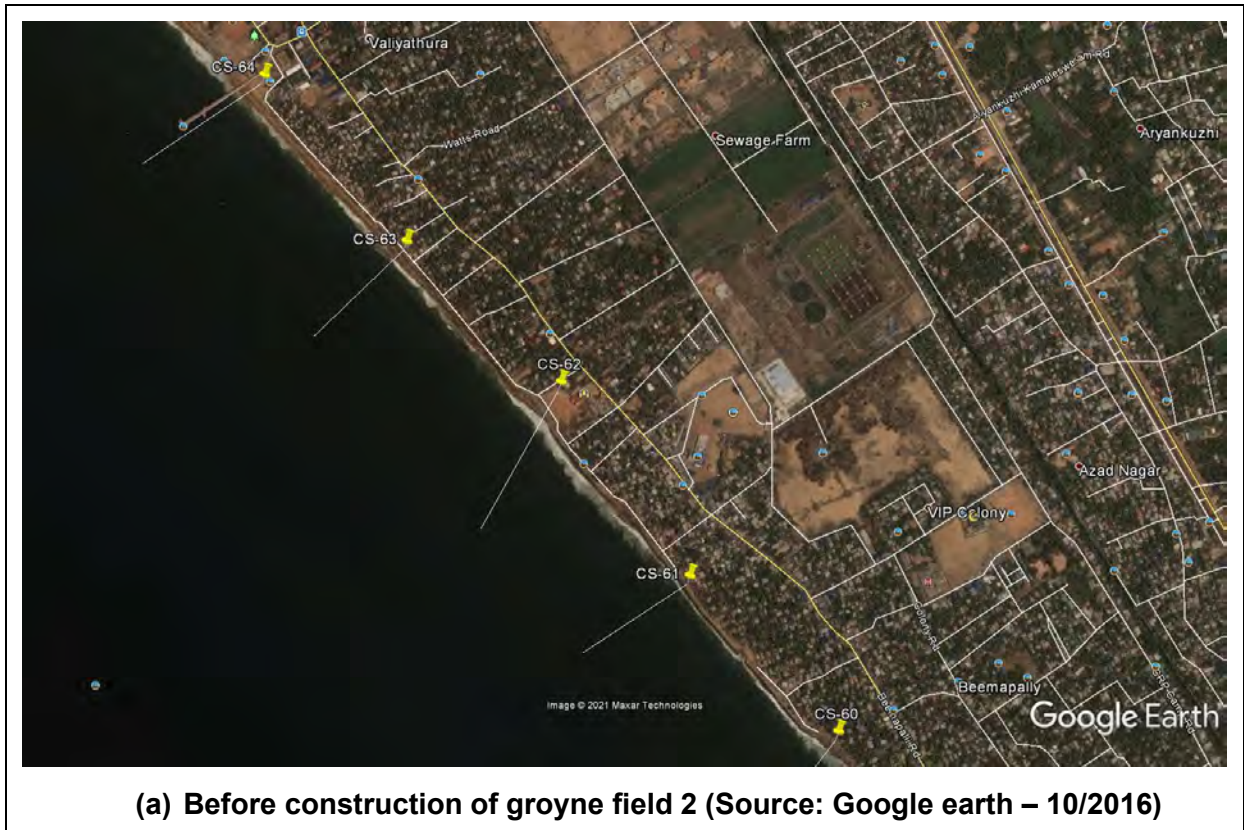 Valiyathura
CS-64
Aryankuzhi
Watts Road
Sewage Farm
CS-63
CS-62
Azad Nagar
VIP Colony
CS-61
Colony Rd
Beemapally
Image © 2021 Maxar Technologies
CS-60
Google Earth
(a) Before construction of groyne field 2 (Source: Google earth – 10/2016)